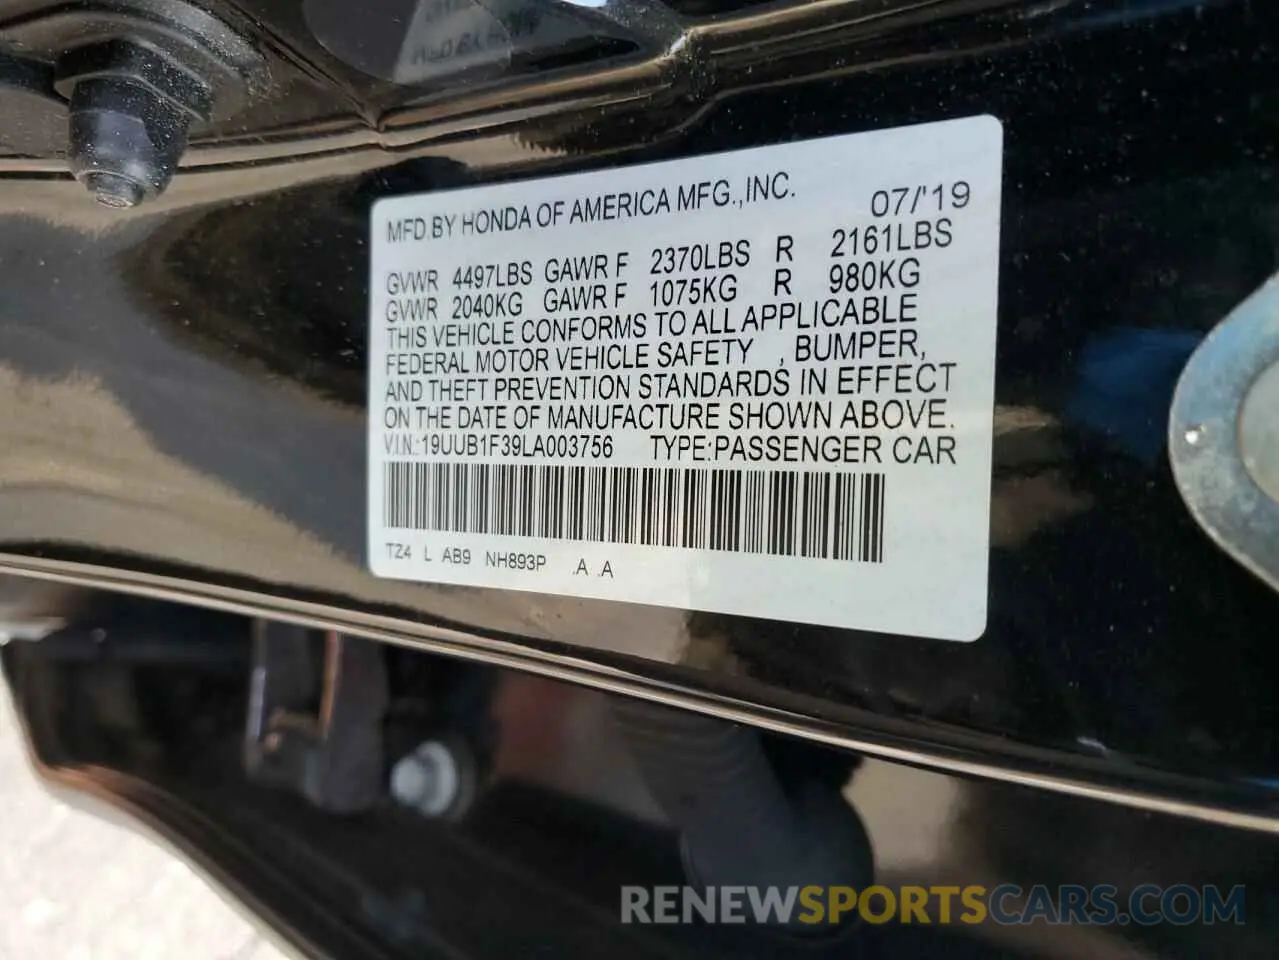 MFD. BY HONDA OF AMERICA MFG.,INC. 07/'19
GVWR 4497LBS GAWR F 2370LBS R 2161LBS
GVWR 2040KG GAWR F 1075KG R 980KG
THIS VEHICLE CONFORMS TO ALL APPLICABLE
FEDERAL MOTOR VEHICLE SAFETY , BUMPER,
AND THEFT PREVENTION STANDARDS IN EFFECT
ON THE DATE OF MANUFACTURE SHOWN ABOVE.
V.I.N.:19UUB1F39LA003756 TYPE:PASSENGER CAR
TZ4 L AB9 NH893P .A .A
RENEWSPORTSCARS.COM